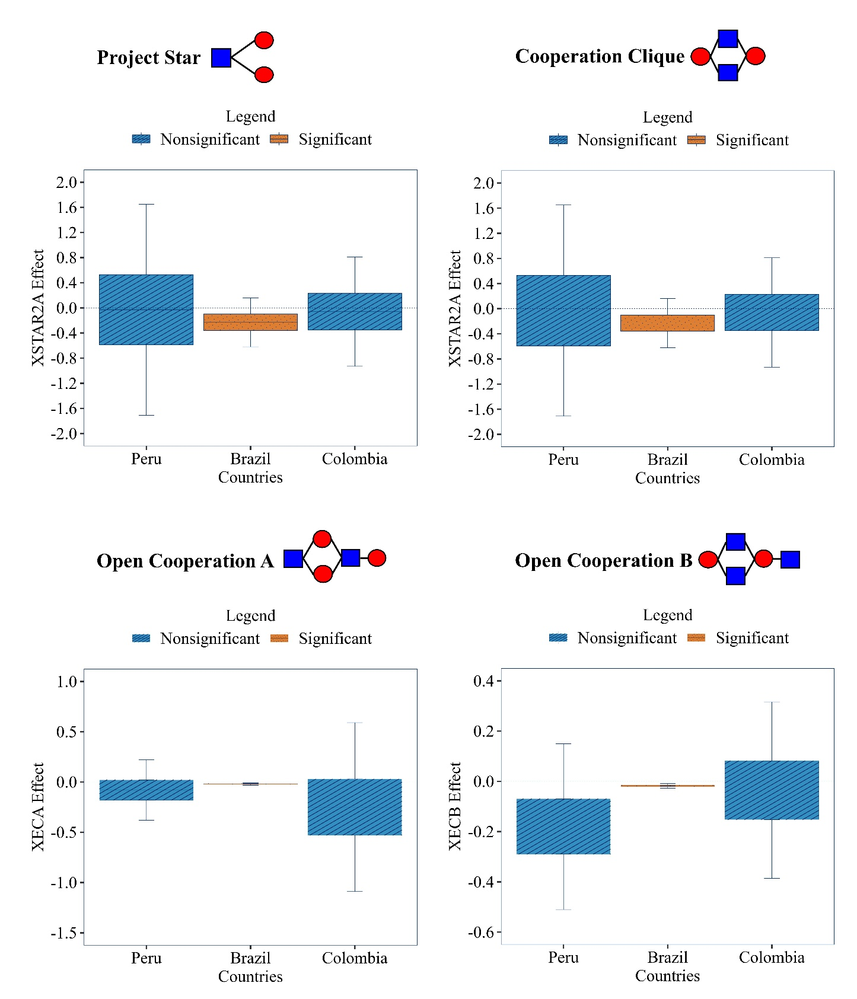 Project Star
Legend
Nonsignificant Significant
XSTAR2A Effect
2.0
1.6
1.2
0.8
0.4
0.0
-0.4
-0.8
-1.2
-1.6
-2.0
Peru Brazil Colombia
Countries
Cooperation Clique
Legend
Nonsignificant Significant
XSTAR2A Effect
2.0
1.6
1.2
0.8
0.4
0.0
-0.4
-0.8
-1.2
-1.6
-2.0
Peru Brazil Colombia
Countries
Open Cooperation A
Legend
Nonsignificant Significant
XECA Effect
1.0
0.5
0.0
-0.5
-1.0
-1.5
Peru Brazil Colombia
Countries
Open Cooperation B
Legend
Nonsignificant Significant
XECB Effect
0.4
0.2
0.0
-0.2
-0.4
-0.6
Peru Brazil Colombia
Countries